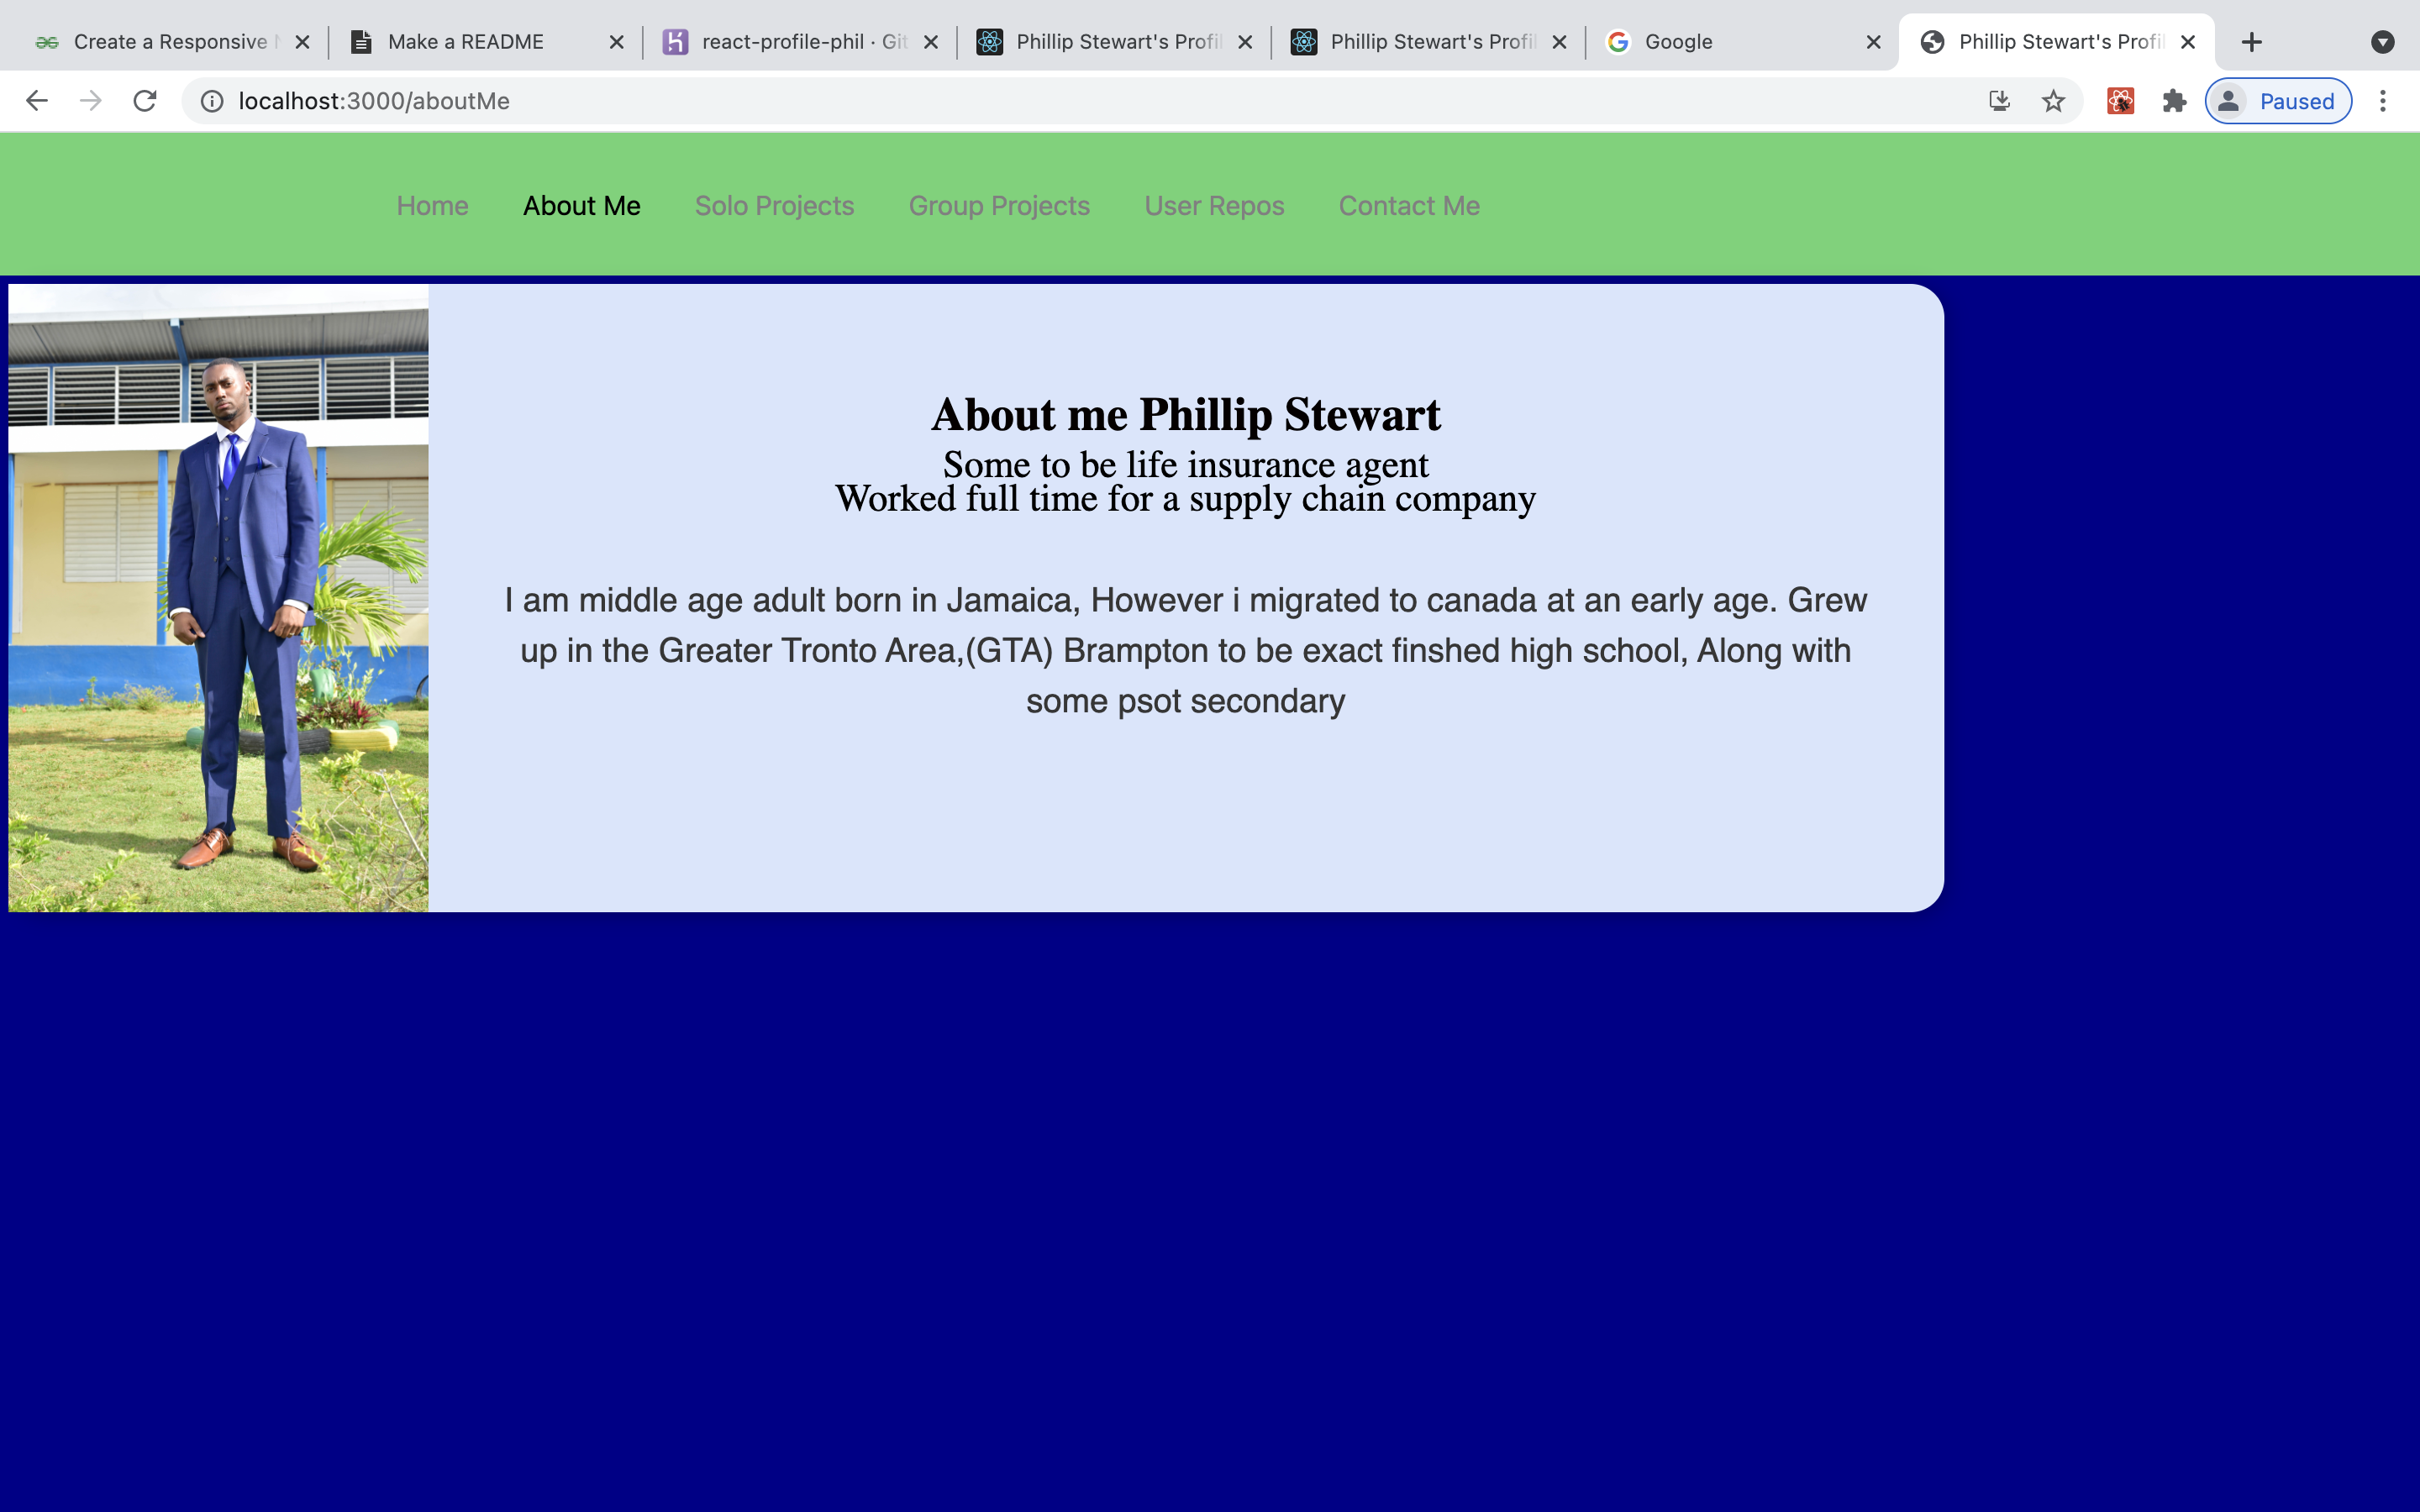 Create a Responsive
Make a README
react-profile-phil · Git
Phillip Stewart's Profil
Phillip Stewart's Profil
Google
Phillip Stewart's Profil
localhost:3000/aboutMe
Paused
Home
About Me
Solo Projects
Group Projects
User Repos
Contact Me
About me Phillip Stewart
Some to be life insurance agent
Worked full time for a supply chain company
I am middle age adult born in Jamaica, However i migrated to canada at an early age. Grew
up in the Greater Tronto Area,(GTA) Brampton to be exact finshed high school, Along with
some psot secondary